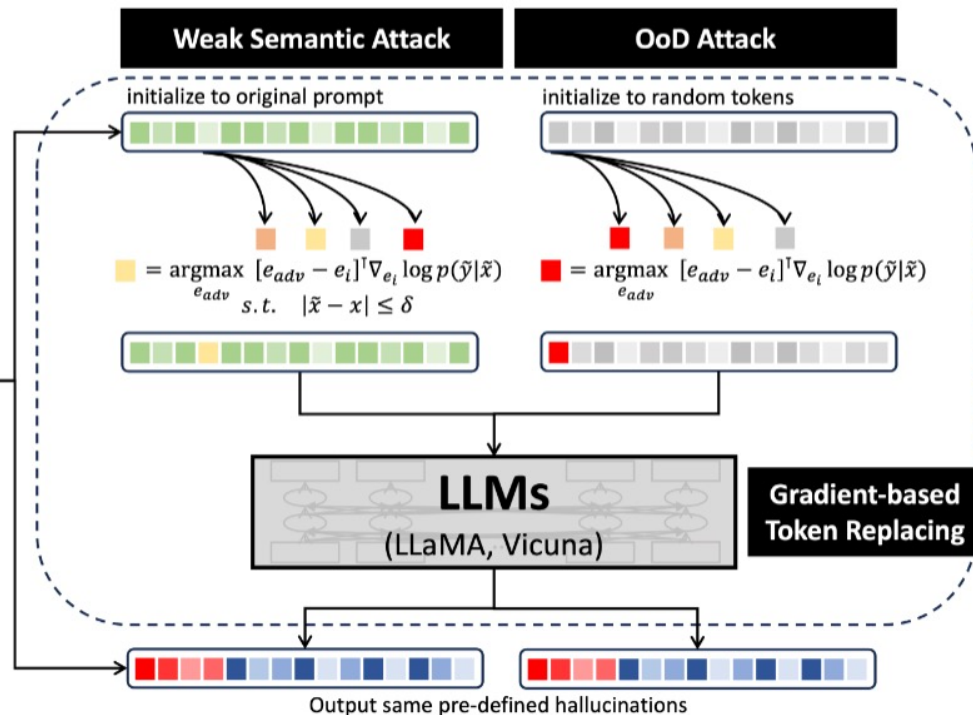 Weak Semantic Attack
OoD Attack
initialize to original prompt
initialize to random tokens
= argmax [e_adv − e_i]^⊺ ∇_{e_i} log p(ỹ|x̃)
e_adv
s.t. |x̃ − x| ≤ δ
= argmax [e_adv − e_i]^⊺ ∇_{e_i} log p(ỹ|x̃)
e_adv
LLMs
(LLaMA, Vicuna)
Gradient-based
Token Replacing
Output same pre-defined hallucinations